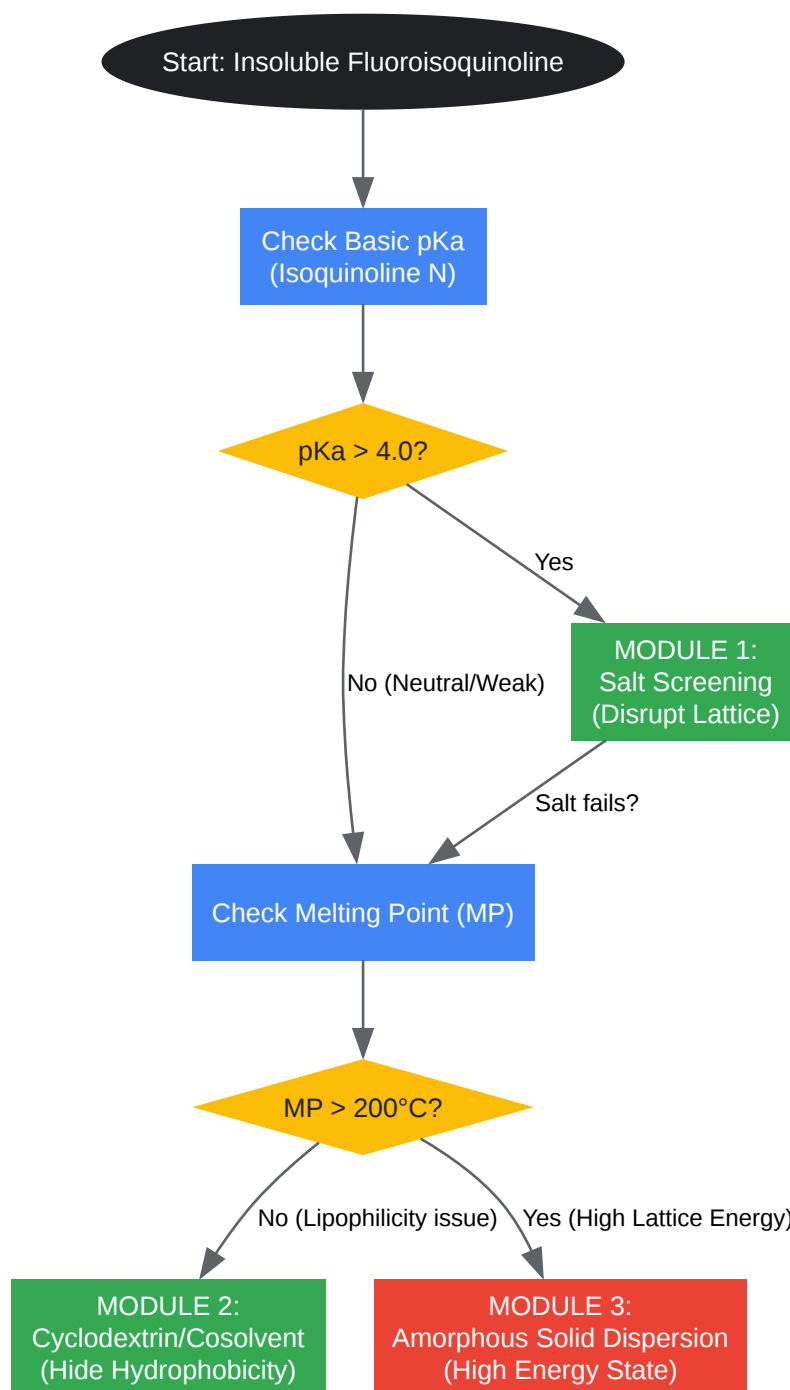 Start: Insoluble Fluoroisoquinoline
Check Basic pKa
(Isoquinoline N)
pKa > 4.0?
Yes
MODULE 1:
Salt Screening
(Disrupt Lattice)
No (Neutral/Weak)
Salt fails?
Check Melting Point (MP)
MP > 200°C?
No (Lipophilicity issue)
Yes (High Lattice Energy)
MODULE 2:
Cyclodextrin/Cosolvent
(Hide Hydrophobicity)
MODULE 3:
Amorphous Solid Dispersion
(High Energy State)